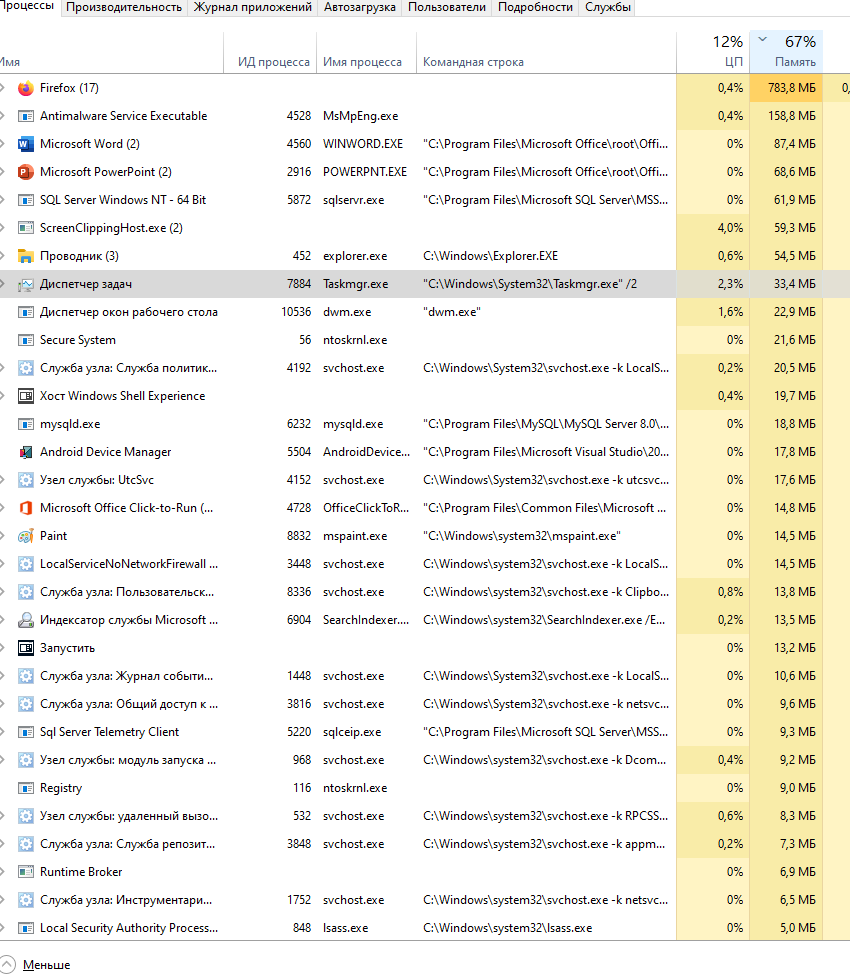 Процессы Производительность Журнал приложений Автозагрузка Пользователи Подробности Службы
12% 67%
Имя ИД процесса Имя процесса Командная строка ЦП Память
Firefox (17) 0,4% 783,8 МБ 0,
Antimalware Service Executable 4528 MsMpEng.exe 0,4% 158,8 МБ
Microsoft Word (2) 4560 WINWORD.EXE "C:\Program Files\Microsoft Office\root\Offi... 0% 87,4 МБ
Microsoft PowerPoint (2) 2916 POWERPNT.EXE "C:\Program Files\Microsoft Office\root\Offi... 0% 68,6 МБ
SQL Server Windows NT - 64 Bit 5872 sqlservr.exe "C:\Program Files\Microsoft SQL Server\MSS... 0% 61,9 МБ
ScreenClippingHost.exe (2) 4,0% 59,3 МБ
Проводник (3) 452 explorer.exe C:\Windows\Explorer.EXE 0,6% 54,5 МБ
Диспетчер задач 7884 Taskmgr.exe "C:\Windows\System32\Taskmgr.exe" /2 2,3% 33,4 МБ
Диспетчер окон рабочего стола 10536 dwm.exe "dwm.exe" 1,6% 22,9 МБ
Secure System 56 ntoskrnl.exe 0% 21,6 МБ
Служба узла: Служба политик... 4192 svchost.exe C:\Windows\System32\svchost.exe -k LocalS... 0,2% 20,5 МБ
Хост Windows Shell Experience 0,4% 19,7 МБ
mysqld.exe 6232 mysqld.exe "C:\Program Files\MySQL\MySQL Server 8.0\... 0% 18,8 МБ
Android Device Manager 5504 AndroidDevice... "C:\Program Files\Microsoft Visual Studio\20... 0% 17,8 МБ
Узел службы: UtcSvc 4152 svchost.exe C:\Windows\System32\svchost.exe -k utcsvc... 0% 17,6 МБ
Microsoft Office Click-to-Run (... 4728 OfficeClickToR... "C:\Program Files\Common Files\Microsoft ... 0% 14,8 МБ
Paint 8832 mspaint.exe "C:\Windows\system32\mspaint.exe" 0% 14,5 МБ
LocalServiceNoNetworkFirewall ... 3448 svchost.exe C:\Windows\system32\svchost.exe -k LocalS... 0% 14,5 МБ
Служба узла: Пользовательск... 8336 svchost.exe C:\Windows\system32\svchost.exe -k Clipbo... 0,8% 13,8 МБ
Индексатор службы Microsoft ... 6904 SearchIndexer.... C:\Windows\system32\SearchIndexer.exe /E... 0,2% 13,5 МБ
Запустить 0% 13,2 МБ
Служба узла: Журнал событи... 1448 svchost.exe C:\Windows\System32\svchost.exe -k LocalS... 0% 10,6 МБ
Служба узла: Общий доступ к ... 3816 svchost.exe C:\Windows\System32\svchost.exe -k netsvc... 0% 9,6 МБ
Sql Server Telemetry Client 5220 sqlceip.exe "C:\Program Files\Microsoft SQL Server\MSS... 0% 9,3 МБ
Узел службы: модуль запуска ... 968 svchost.exe C:\Windows\system32\svchost.exe -k Dcom... 0,4% 9,2 МБ
Registry 116 ntoskrnl.exe 0% 9,0 МБ
Узел службы: удаленный вызо... 532 svchost.exe C:\Windows\system32\svchost.exe -k RPCSS... 0,6% 8,3 МБ
Служба узла: Служба репозит... 3848 svchost.exe C:\Windows\system32\svchost.exe -k appm... 0,2% 7,3 МБ
Runtime Broker 0% 6,9 МБ
Служба узла: Инструментари... 1752 svchost.exe C:\Windows\system32\svchost.exe -k netsvc... 0% 6,5 МБ
Local Security Authority Process... 848 lsass.exe C:\Windows\system32\lsass.exe 0% 5,0 МБ
Меньше